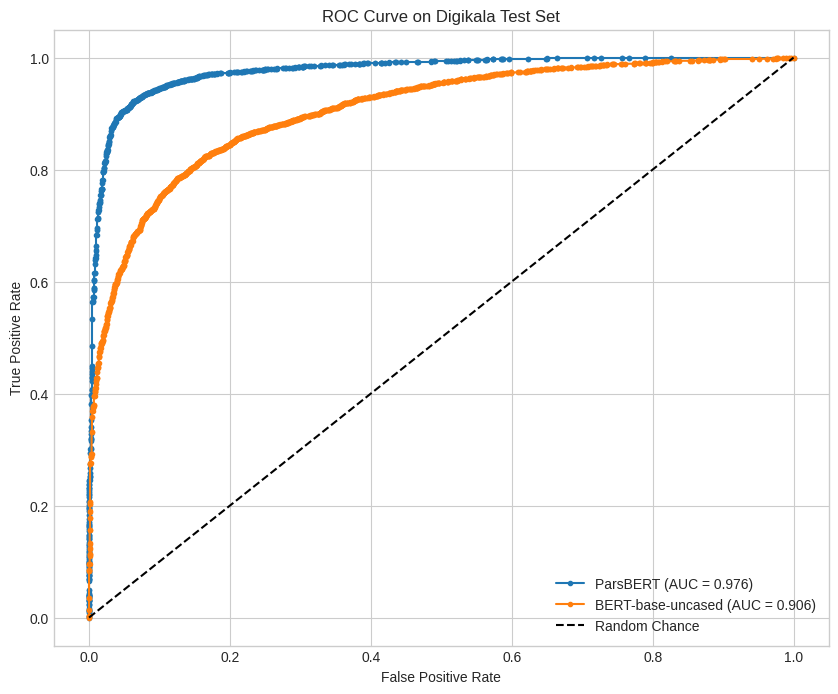 ROC Curve on Digikala Test Set
True Positive Rate
1.0
0.8
0.6
0.4
0.2
0.0
0.0 0.2 0.4 0.6 0.8 1.0
False Positive Rate
ParsBERT (AUC = 0.976)
BERT-base-uncased (AUC = 0.906)
Random Chance